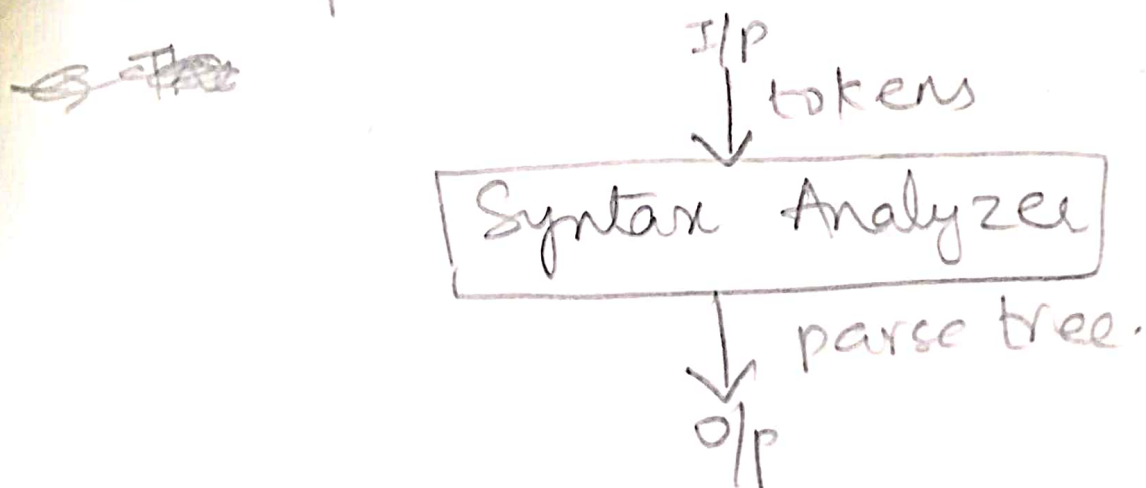 I/p
tokens
Syntax Analyzer
parse tree.
O/p